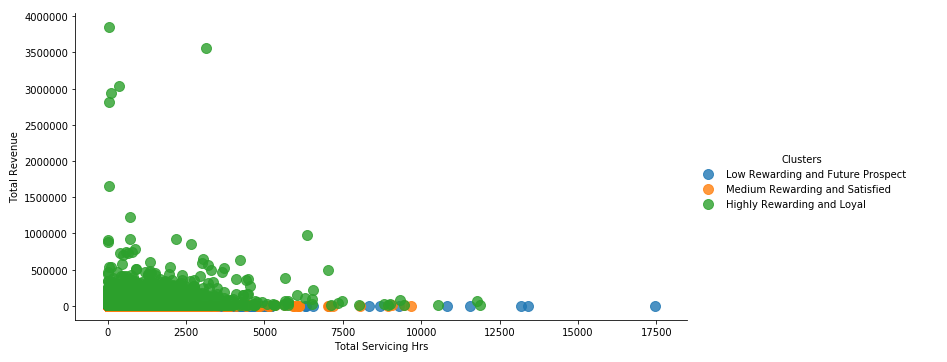 4000000
3500000
3000000
2500000
2000000
1500000
1000000
500000
0
Total Revenue
0 2500 5000 7500 10000 12500 15000 17500
Total Servicing Hrs
Clusters
Low Rewarding and Future Prospect
Medium Rewarding and Satisfied
Highly Rewarding and Loyal